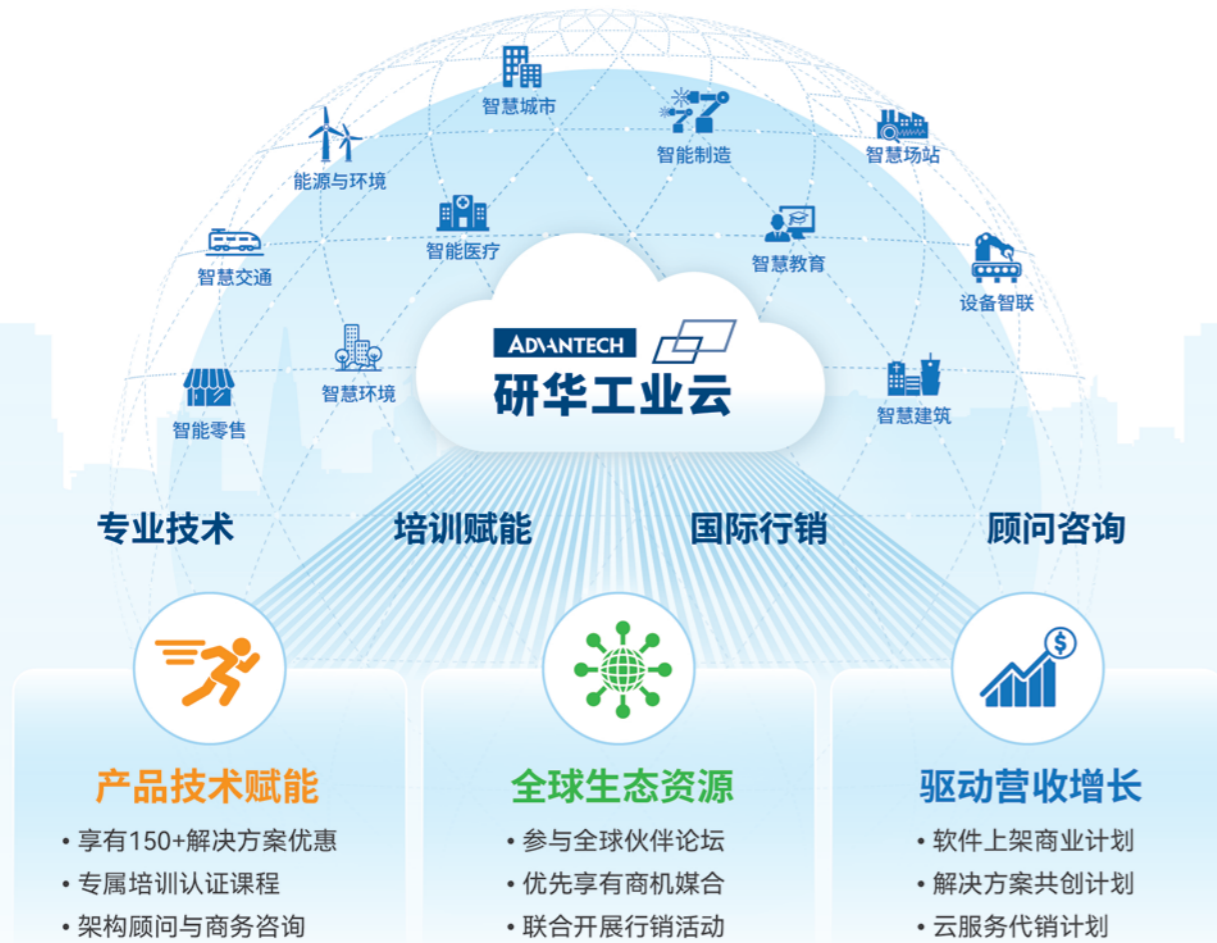 智慧城市
智能制造
智慧场站
能源与环境
智能医疗
智慧教育
智慧交通
设备智联
智慧环境
智慧建筑
智能零售
ADVANTECH
研华工业云
专业技术
培训赋能
国际行销
顾问咨询
$
产品技术赋能
• 享有150+解决方案优惠
• 专属培训认证课程
• 架构顾问与商务咨询
全球生态资源
• 参与全球伙伴论坛
• 优先享有商机媒合
• 联合开展行销活动
驱动营收增长
• 软件上架商业计划
• 解决方案共创计划
• 云服务代销计划